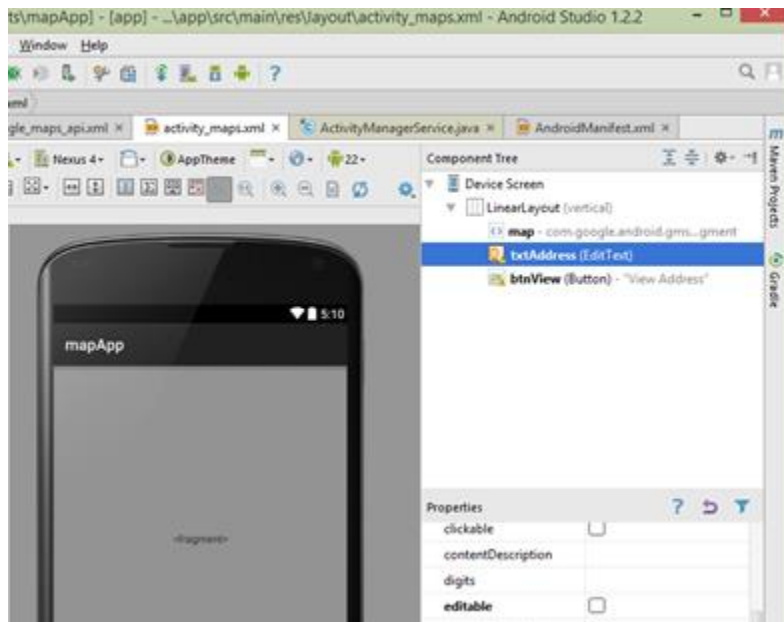 ts\mapApp] - [app] - ...\app\src\main\res\layout\activity_maps.xml - Android Studio 1.2.2
Window Help
?
xml
gle_maps_api.xml × activity_maps.xml × ActivityManagerService.java × AndroidManifest.xml ×
Nexus 4 AppTheme 22
Component Tree
Device Screen
LinearLayout (vertical)
map - com.google.android.gms...gment
txtAddress (EditText)
btnView (Button) - "View Address"
m Maven Projects
Gradle
5:10
mapApp
<fragment>
Properties ?
clickable
contentDescription
digits
editable